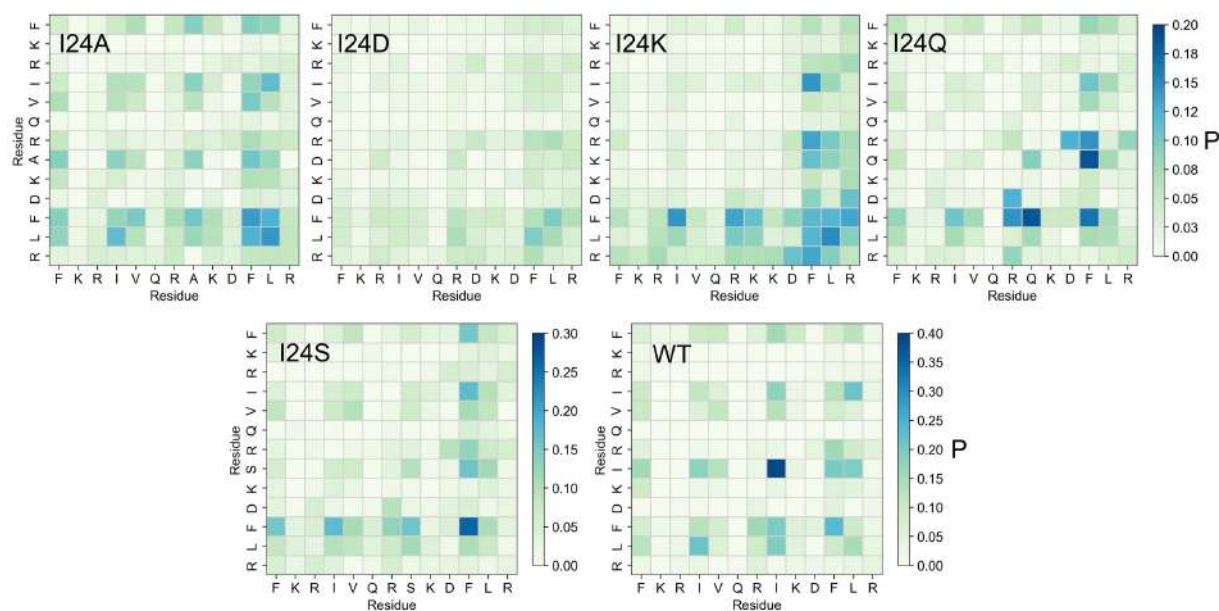 I24A
Residue
F
K
R
I
V
Q
R
A
K
D
F
L
R
F K R I V Q R A K D F L R
Residue
I24D
F
K
R
I
V
Q
R
D
K
D
F
L
R
F K R I V Q R D K D F L R
Residue
I24K
F
K
R
I
V
Q
R
K
K
D
F
L
R
F K R I V Q R K K D F L R
Residue
I24Q
F
K
R
I
V
Q
R
Q
K
D
F
L
R
F K R I V Q R Q K D F L R
Residue
0.20
0.18
0.15
0.13
0.10
0.08
0.05
0.03
0.00
P
I24S
Residue
F
K
R
I
V
Q
R
S
K
D
F
L
R
F K R I V Q R S K D F L R
Residue
0.30
0.25
0.20
0.15
0.10
0.05
0.00
WT
Residue
F
K
R
I
V
Q
R
I
K
D
F
L
R
F K R I V Q R I K D F L R
Residue
0.40
0.35
0.30
0.25
0.20
0.15
0.10
0.05
0.00
P